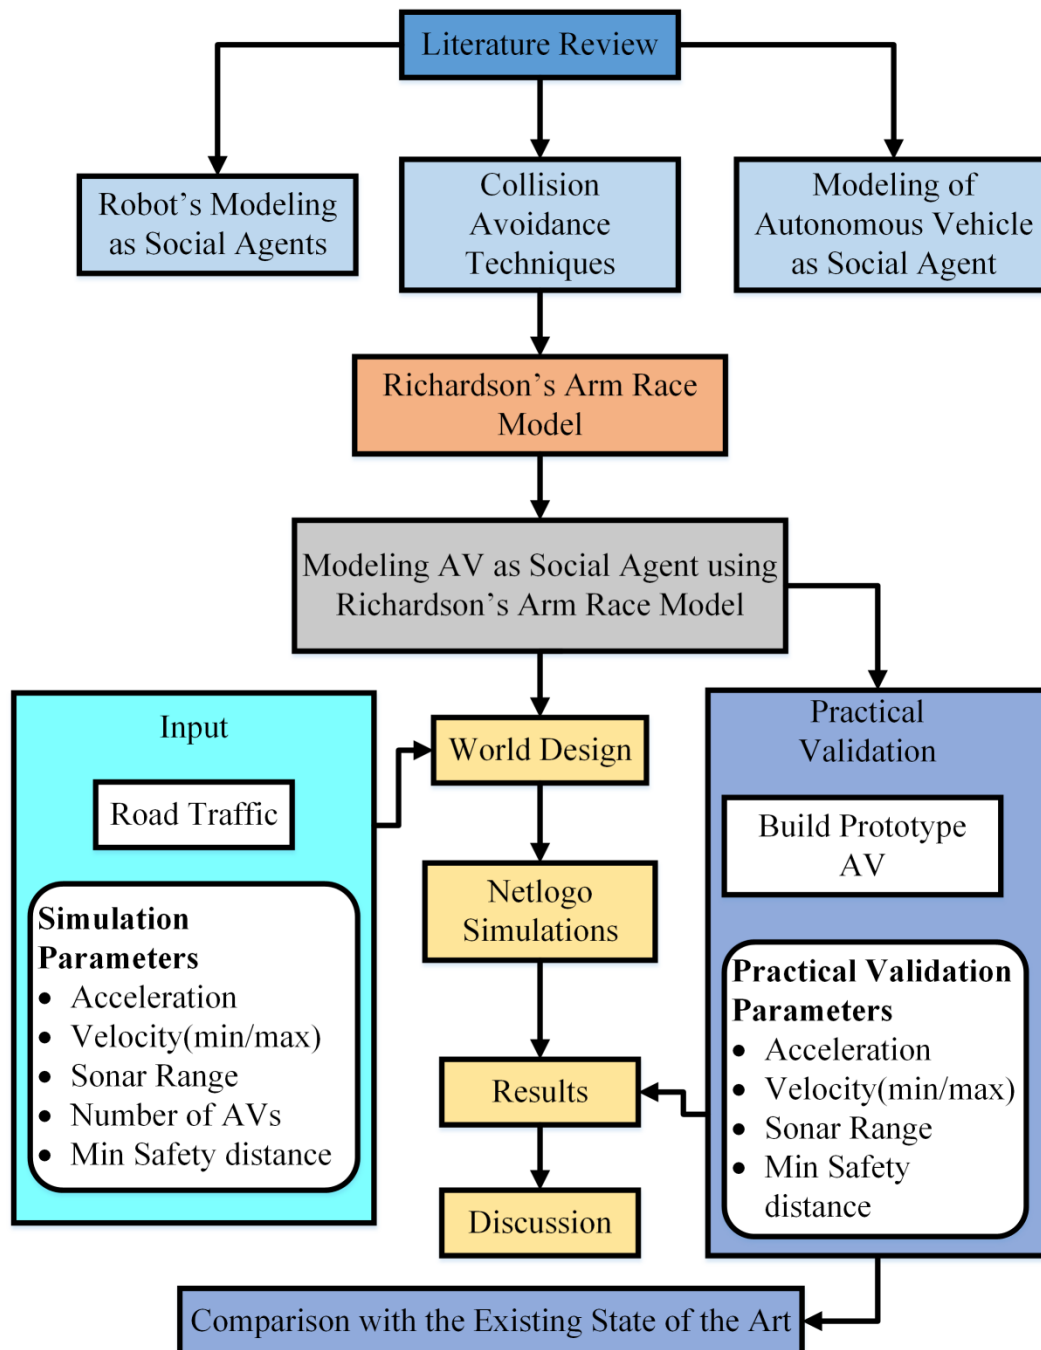 Literature Review
Robot’s Modeling
as Social Agents
Collision
Avoidance
Techniques
Modeling of
Autonomous Vehicle
as Social Agent
Richardson’s Arm Race
Model
Modeling AV as Social Agent using
Richardson’s Arm Race Model
Input
Road Traffic
Simulation
Parameters
• Acceleration
• Velocity(min/max)
• Sonar Range
• Number of AVs
• Min Safety distance
World Design
Netlogo
Simulations
Results
Discussion
Practical
Validation
Build Prototype
AV
Practical Validation
Parameters
• Acceleration
• Velocity(min/max)
• Sonar Range
• Min Safety
distance
Comparison with the Existing State of the Art